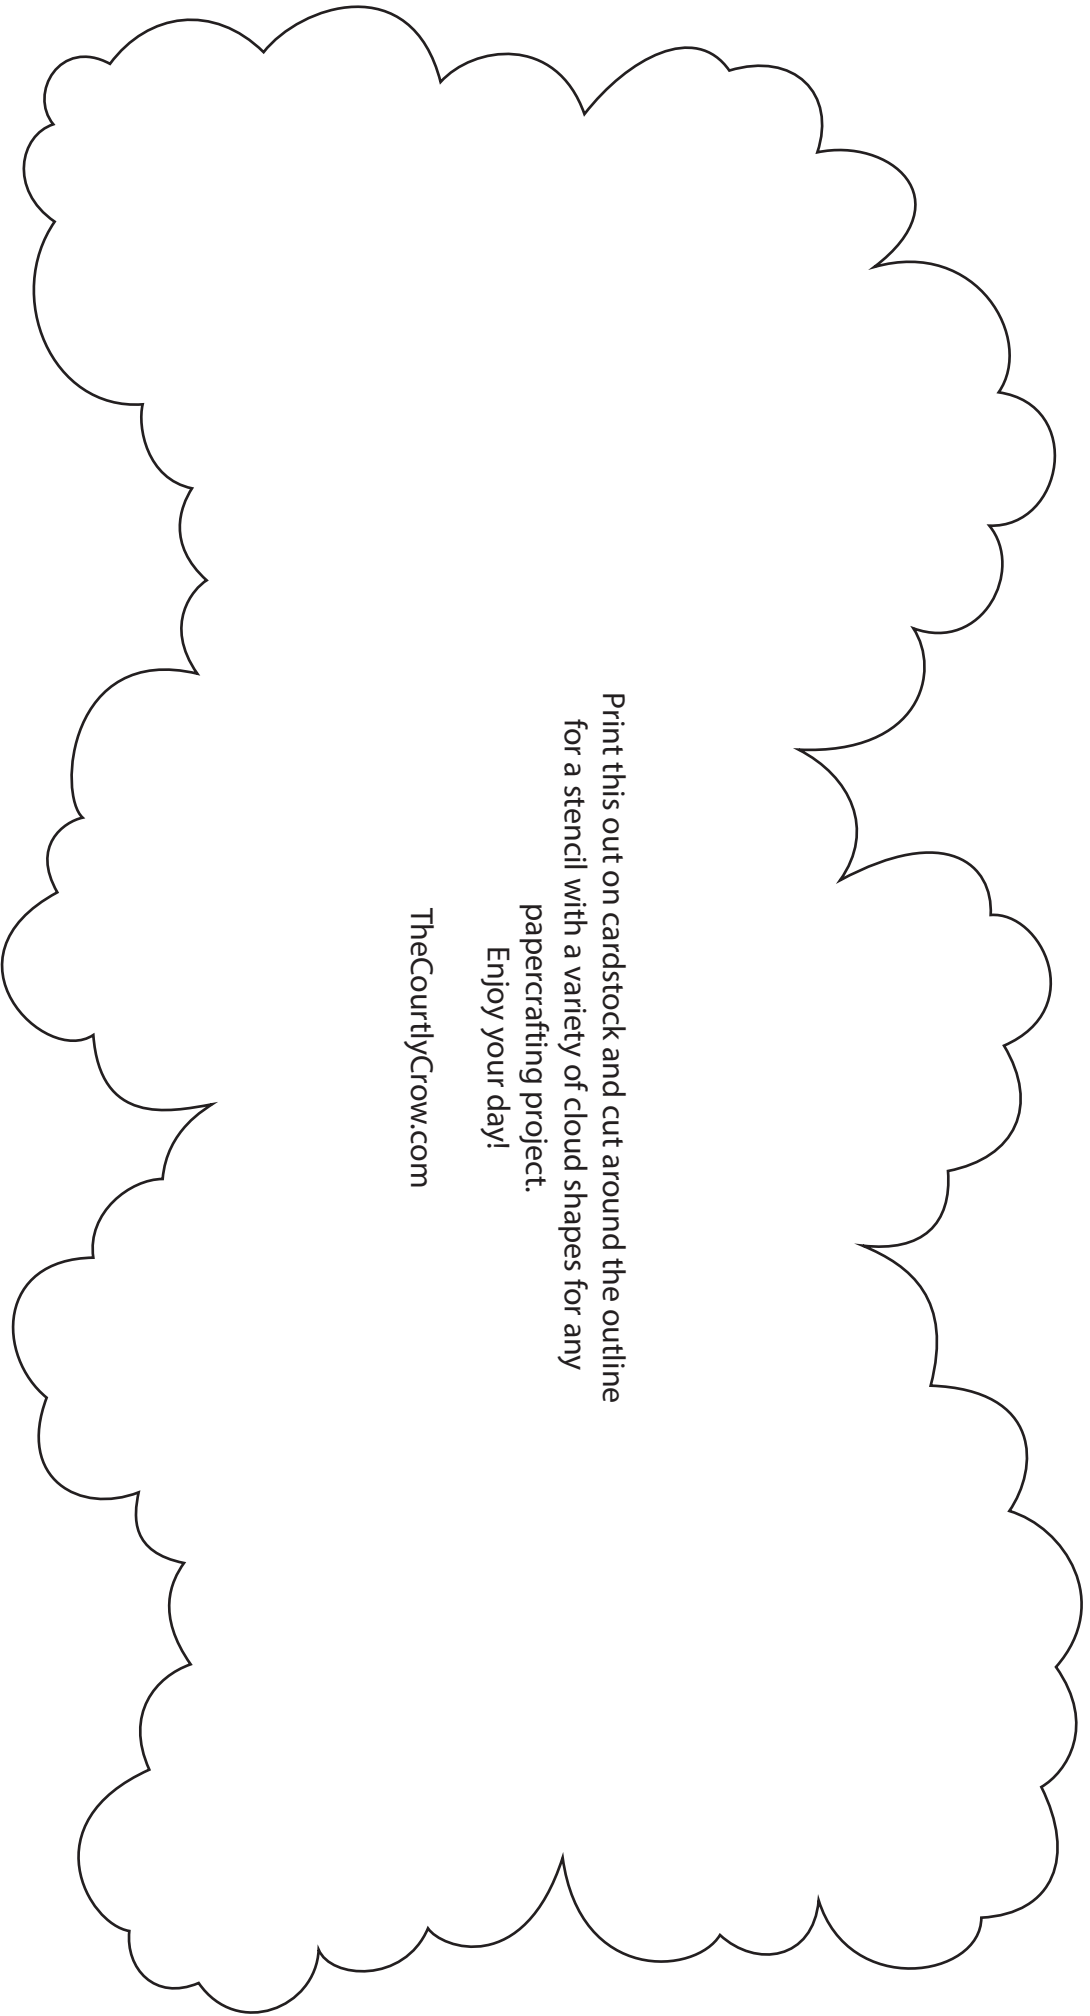 Print this out on cardstock and cut around the outline
for a stencil with a variety of cloud shapes for any
papercrafting project.
Enjoy your day!
TheCourtlyCrow.com